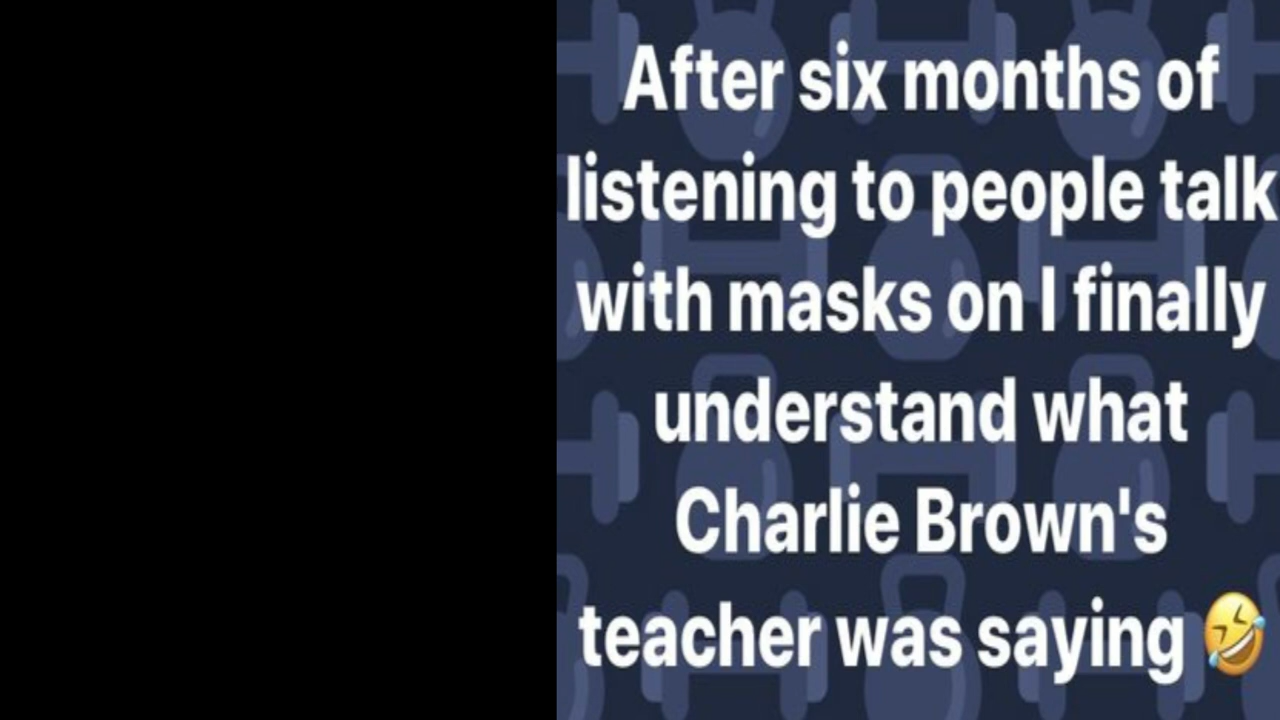 After six months of
listening to people talk
with masks on I finally
understand what
Charlie Brown's
teacher was saying 🤣